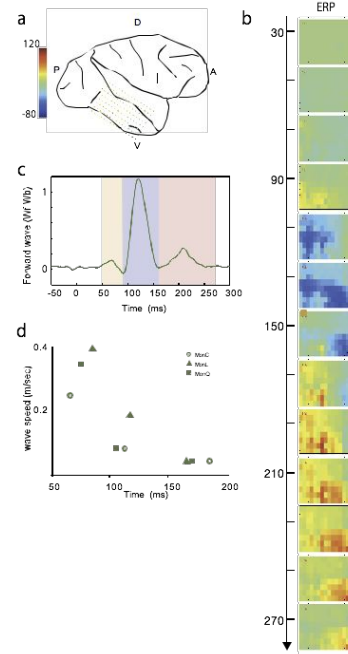 a
D
120
-80
P
A
V
b
ERP
30
90
150
210
270
c
Forward wave (Wf Wb)
1
0
-50 0 50 100 150 200 250 300
Time (ms)
d
wave speed (m/sec)
0.4
0.2
MonC
MonL
MonQ
50 100 150 200
Time (ms)